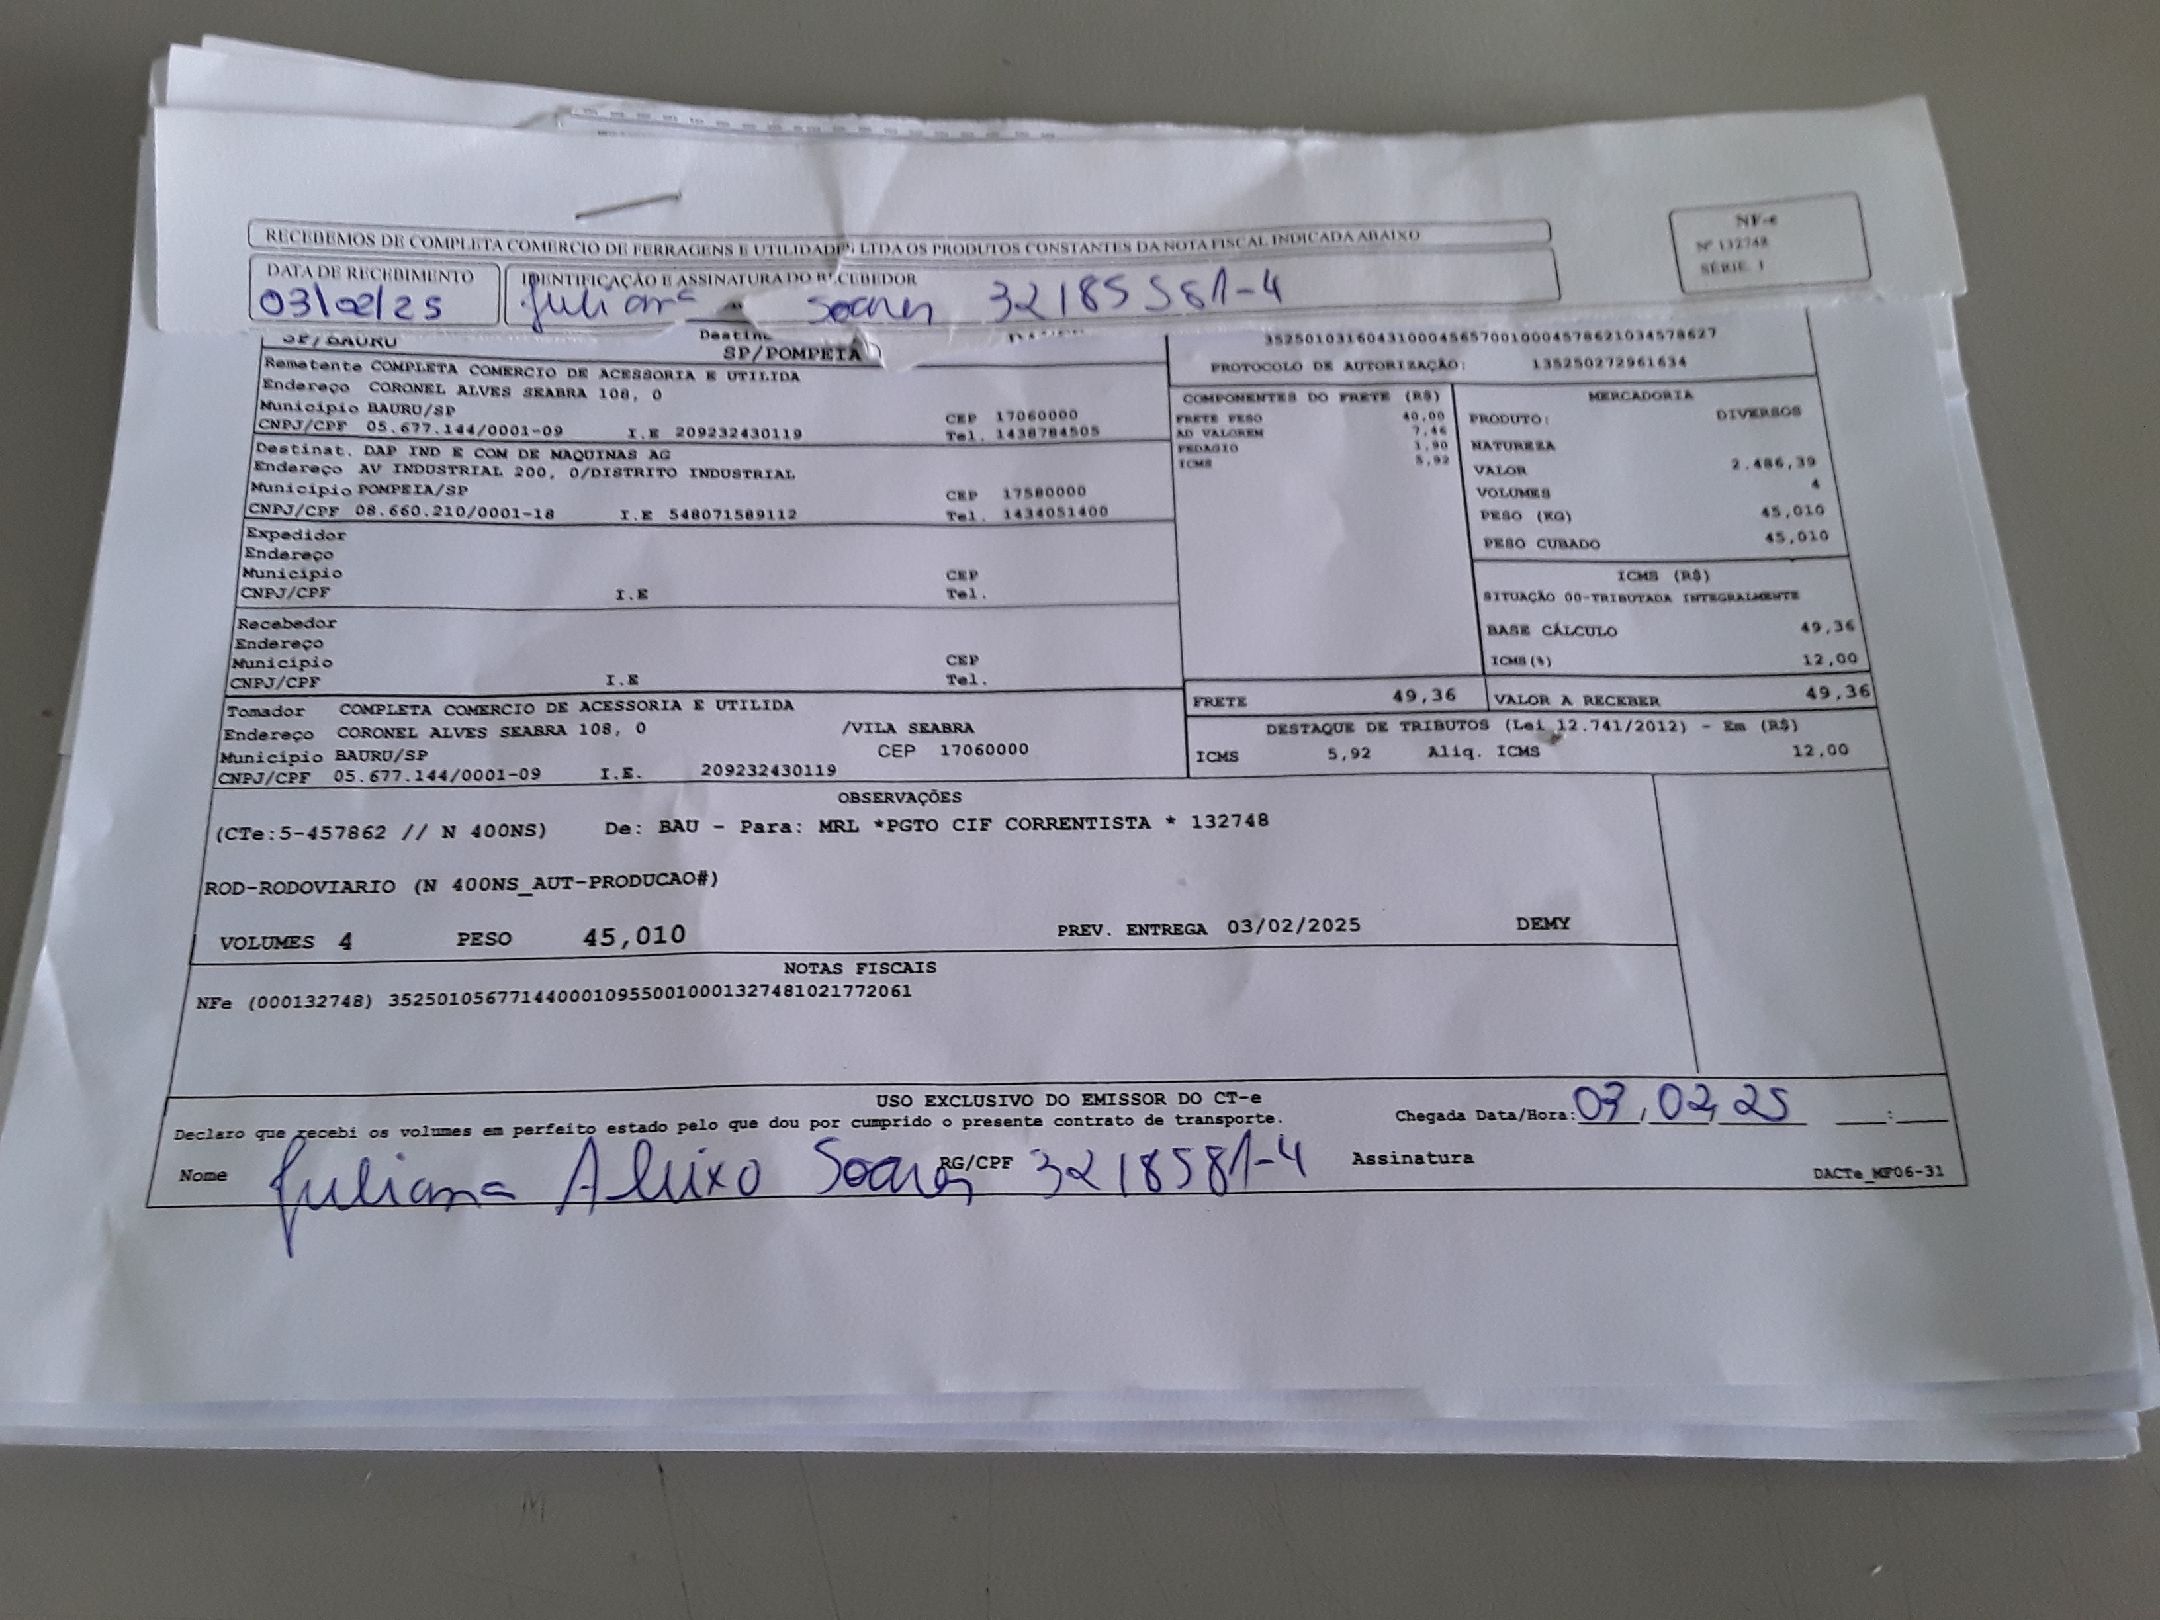 RECEBEMOS DE COMPLETA COMERCIO DE FERRAGENS E UTILIDADES LTDA OS PRODUTOS CONSTANTES DA NOTA FISCAL INDICADA ABAIXO
NF-e
Nº 132748
SÉRIE 1
DATA DE RECEBIMENTO
03/02/25
IDENTIFICAÇÃO E ASSINATURA DO RECEBEDOR
Juliana Soares 32185581-4
SP/BAURU
SP/POMPEIA
35250103160431000456570010004578621034578627
PROTOCOLO DE AUTORIZAÇÃO: 135250272961634
Remetente COMPLETA COMERCIO DE ACESSORIA E UTILIDA
Endereço CORONEL ALVES SEABRA 108, 0
Municipio BAURU/SP CEP 17060000
CNPJ/CPF 05.677.144/0001-09 I.E 209232430119 Tel. 1438784505
Destinat. DAP IND E COM DE MAQUINAS AG
Endereço AV INDUSTRIAL 200, 0/DISTRITO INDUSTRIAL
Municipio POMPEIA/SP CEP 17580000
CNPJ/CPF 08.660.210/0001-18 I.E 548071589112 Tel. 1434051400
Expedidor
Endereço
Municipio CEP
CNPJ/CPF I.E Tel.
Recebedor
Endereço
Municipio CEP
CNPJ/CPF I.E Tel.
Tomador COMPLETA COMERCIO DE ACESSORIA E UTILIDA
Endereço CORONEL ALVES SEABRA 108, 0 /VILA SEABRA
Municipio BAURU/SP CEP 17060000
CNPJ/CPF 05.677.144/0001-09 I.E. 209232430119
COMPONENTES DO FRETE (R$)
FRETE PESO 40,00
AD VALOREM 7,46
PEDAGIO 1,90
ICMS 5,92
MERCADORIA
PRODUTO: DIVERSOS
NATUREZA
VALOR 2.486,39
VOLUMES 4
PESO (KG) 45,010
PESO CUBADO 45,010
ICMS (R$)
SITUAÇÃO 00-TRIBUTADA INTEGRALMENTE
BASE CÁLCULO 49,36
ICMS(%) 12,00
FRETE 49,36 VALOR A RECEBER 49,36
DESTAQUE DE TRIBUTOS (Lei 12.741/2012) - Em (R$)
ICMS 5,92 Aliq. ICMS 12,00
OBSERVAÇÕES
(CTe:5-457862 // N 400NS) De: BAU - Para: MRL *PGTO CIF CORRENTISTA * 132748
ROD-RODOVIARIO (N 400NS_AUT-PRODUCAO#)
VOLUMES 4 PESO 45,010 PREV. ENTREGA 03/02/2025 DEMY
NOTAS FISCAIS
NFe (000132748) 35250105677144000109550010001327481021772061
USO EXCLUSIVO DO EMISSOR DO CT-e
Declaro que recebi os volumes em perfeito estado pelo que dou por cumprido o presente contrato de transporte.
Chegada Data/Hora: 03/02/25 __:__
Nome Juliana Aleixo Soares RG/CPF 3218581-4 Assinatura
DACTe_MF06-31